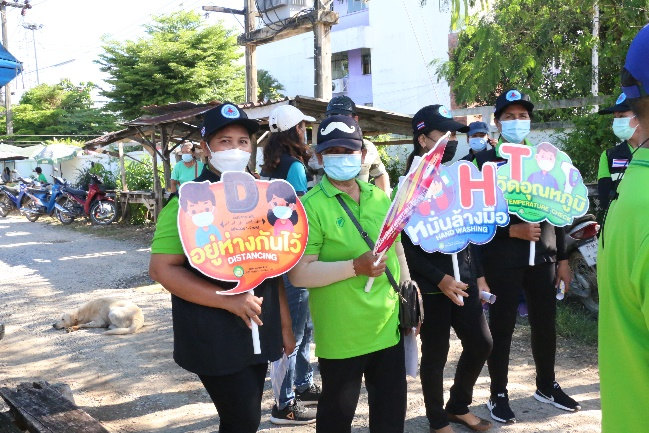 D
อยู่ห่างกันไว้
DISTANCING
H
หมั่นล้างมือ
HAND WASHING
T
วัดอุณหภูมิ
TEMPERATURE